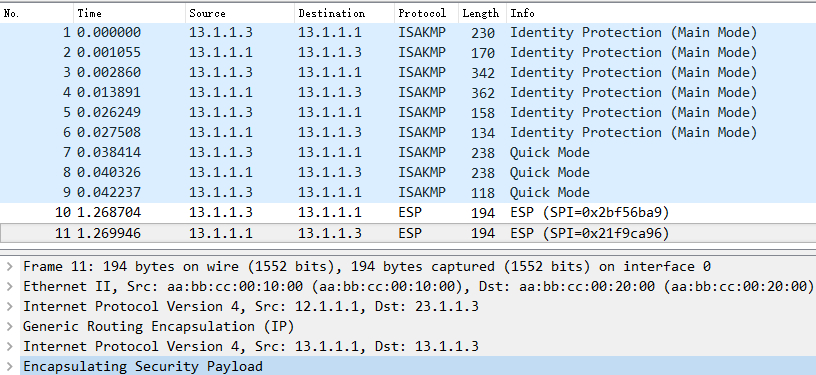 No. Time Source Destination Protocol Length Info
1 0.000000 13.1.1.3 13.1.1.1 ISAKMP 230 Identity Protection (Main Mode)
2 0.001055 13.1.1.1 13.1.1.3 ISAKMP 170 Identity Protection (Main Mode)
3 0.002860 13.1.1.3 13.1.1.1 ISAKMP 342 Identity Protection (Main Mode)
4 0.013891 13.1.1.1 13.1.1.3 ISAKMP 362 Identity Protection (Main Mode)
5 0.026249 13.1.1.3 13.1.1.1 ISAKMP 158 Identity Protection (Main Mode)
6 0.027508 13.1.1.1 13.1.1.3 ISAKMP 134 Identity Protection (Main Mode)
7 0.038414 13.1.1.3 13.1.1.1 ISAKMP 238 Quick Mode
8 0.040326 13.1.1.1 13.1.1.3 ISAKMP 238 Quick Mode
9 0.042237 13.1.1.3 13.1.1.1 ISAKMP 118 Quick Mode
10 1.268704 13.1.1.3 13.1.1.1 ESP 194 ESP (SPI=0x2bf56ba9)
11 1.269946 13.1.1.1 13.1.1.3 ESP 194 ESP (SPI=0x21f9ca96)
Frame 11: 194 bytes on wire (1552 bits), 194 bytes captured (1552 bits) on interface 0
Ethernet II, Src: aa:bb:cc:00:10:00 (aa:bb:cc:00:10:00), Dst: aa:bb:cc:00:20:00 (aa:bb:cc:00:20:00)
Internet Protocol Version 4, Src: 12.1.1.1, Dst: 23.1.1.3
Generic Routing Encapsulation (IP)
Internet Protocol Version 4, Src: 13.1.1.1, Dst: 13.1.1.3
Encapsulating Security Payload